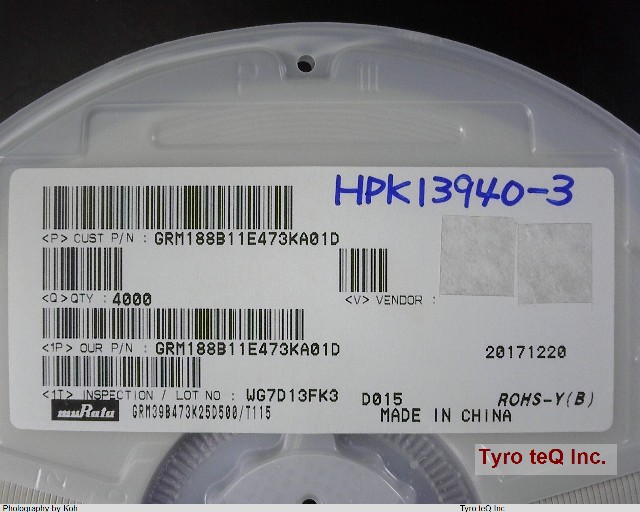 HPK13940-3
<P> CUST P/N : GRM188B11E473KA01D
<Q>QTY : 4000
<V> VENDOR :
<1P> OUR P/N : GRM188B11E473KA01D
20171220
<1T> INSPECTION / LOT NO : WG7D13FK3 D015 ROHS-Y(B)
muRata GRM39B473K25D500/T115 MADE IN CHINA
Tyro teQ Inc.
Photography by Koh Tyro teQ Inc